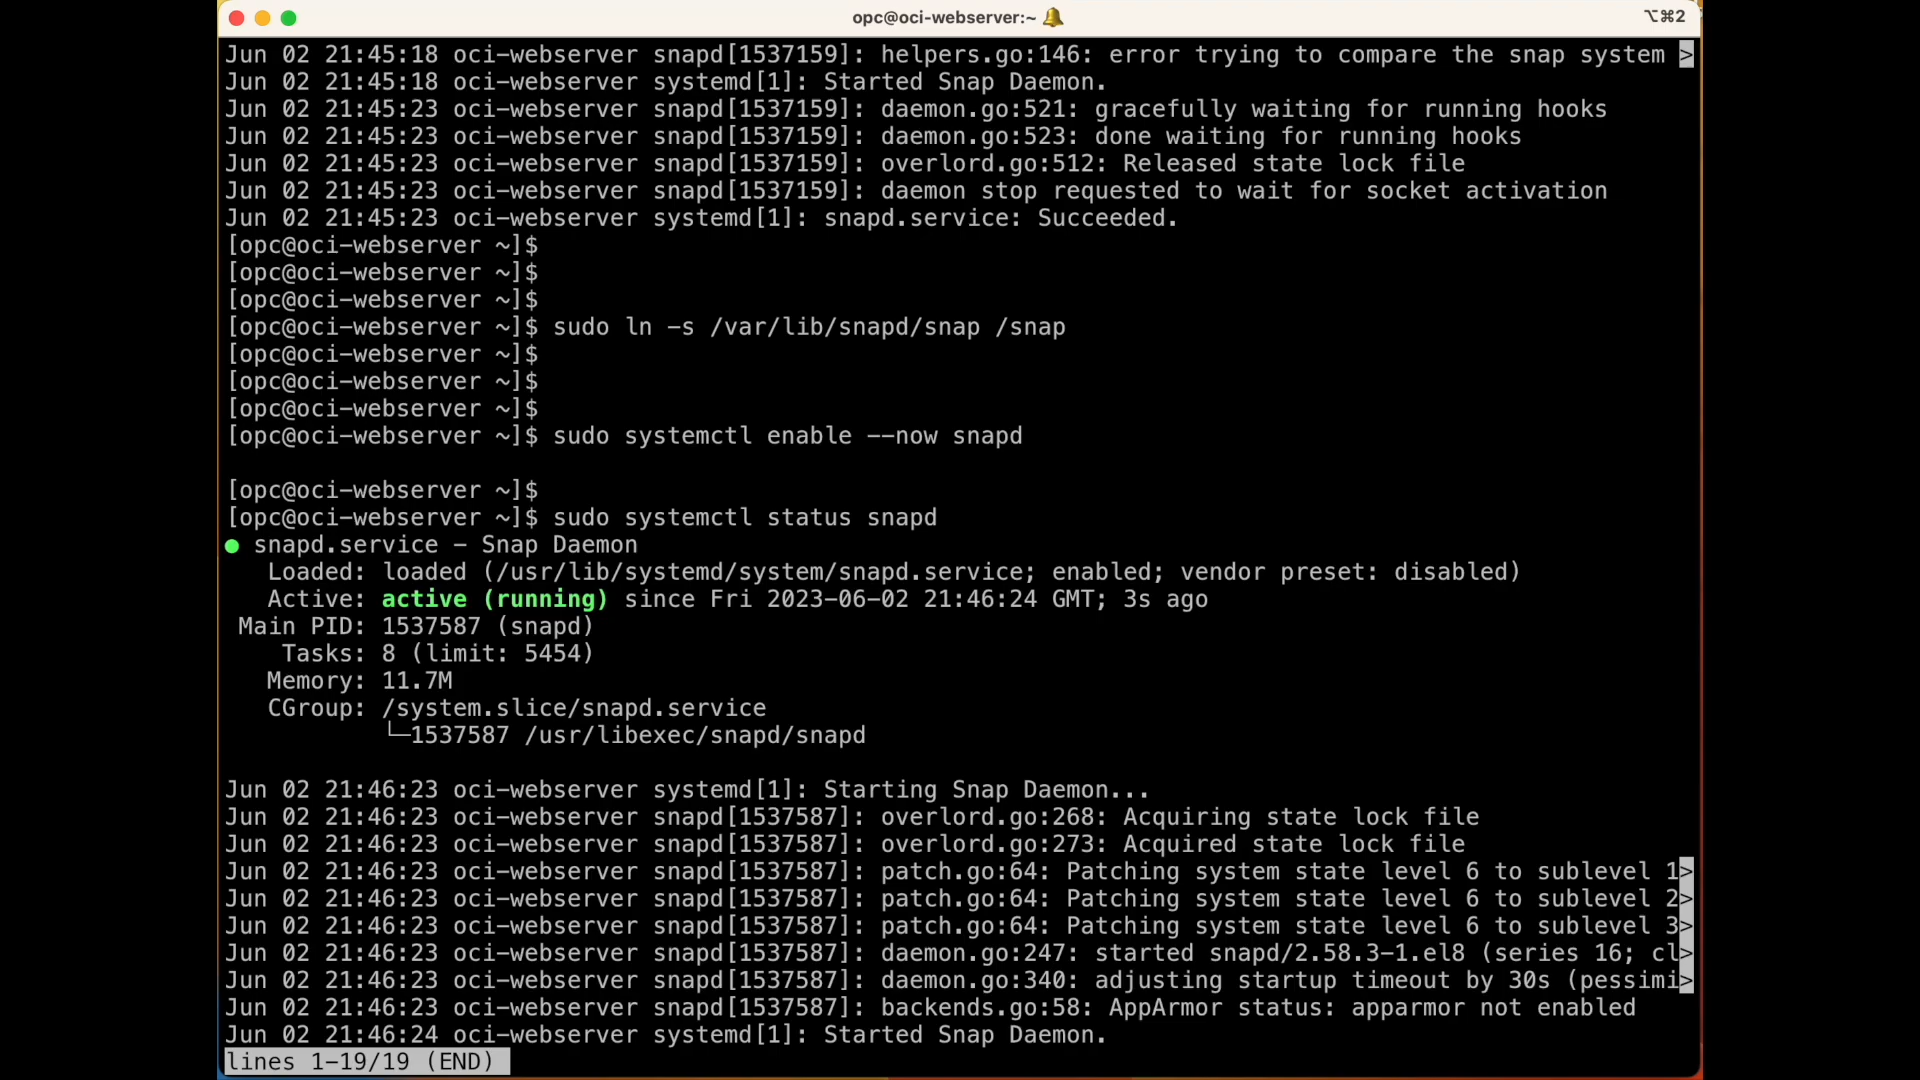 opc@oci-webserver:~ 🔔
⌥⌘2
Jun 02 21:45:18 oci-webserver snapd[1537159]: helpers.go:146: error trying to compare the snap system >
Jun 02 21:45:18 oci-webserver systemd[1]: Started Snap Daemon.
Jun 02 21:45:23 oci-webserver snapd[1537159]: daemon.go:521: gracefully waiting for running hooks
Jun 02 21:45:23 oci-webserver snapd[1537159]: daemon.go:523: done waiting for running hooks
Jun 02 21:45:23 oci-webserver snapd[1537159]: overlord.go:512: Released state lock file
Jun 02 21:45:23 oci-webserver snapd[1537159]: daemon stop requested to wait for socket activation
Jun 02 21:45:23 oci-webserver systemd[1]: snapd.service: Succeeded.
[opc@oci-webserver ~]$
[opc@oci-webserver ~]$
[opc@oci-webserver ~]$
[opc@oci-webserver ~]$ sudo ln -s /var/lib/snapd/snap /snap
[opc@oci-webserver ~]$
[opc@oci-webserver ~]$
[opc@oci-webserver ~]$
[opc@oci-webserver ~]$ sudo systemctl enable --now snapd
[opc@oci-webserver ~]$
[opc@oci-webserver ~]$ sudo systemctl status snapd
● snapd.service - Snap Daemon
Loaded: loaded (/usr/lib/systemd/system/snapd.service; enabled; vendor preset: disabled)
Active: active (running) since Fri 2023-06-02 21:46:24 GMT; 3s ago
Main PID: 1537587 (snapd)
Tasks: 8 (limit: 5454)
Memory: 11.7M
CGroup: /system.slice/snapd.service
└─1537587 /usr/libexec/snapd/snapd
Jun 02 21:46:23 oci-webserver systemd[1]: Starting Snap Daemon...
Jun 02 21:46:23 oci-webserver snapd[1537587]: overlord.go:268: Acquiring state lock file
Jun 02 21:46:23 oci-webserver snapd[1537587]: overlord.go:273: Acquired state lock file
Jun 02 21:46:23 oci-webserver snapd[1537587]: patch.go:64: Patching system state level 6 to sublevel 1>
Jun 02 21:46:23 oci-webserver snapd[1537587]: patch.go:64: Patching system state level 6 to sublevel 2>
Jun 02 21:46:23 oci-webserver snapd[1537587]: patch.go:64: Patching system state level 6 to sublevel 3>
Jun 02 21:46:23 oci-webserver snapd[1537587]: daemon.go:247: started snapd/2.58.3-1.el8 (series 16; cl>
Jun 02 21:46:23 oci-webserver snapd[1537587]: daemon.go:340: adjusting startup timeout by 30s (pessimi>
Jun 02 21:46:23 oci-webserver snapd[1537587]: backends.go:58: AppArmor status: apparmor not enabled
Jun 02 21:46:24 oci-webserver systemd[1]: Started Snap Daemon.
lines 1-19/19 (END)